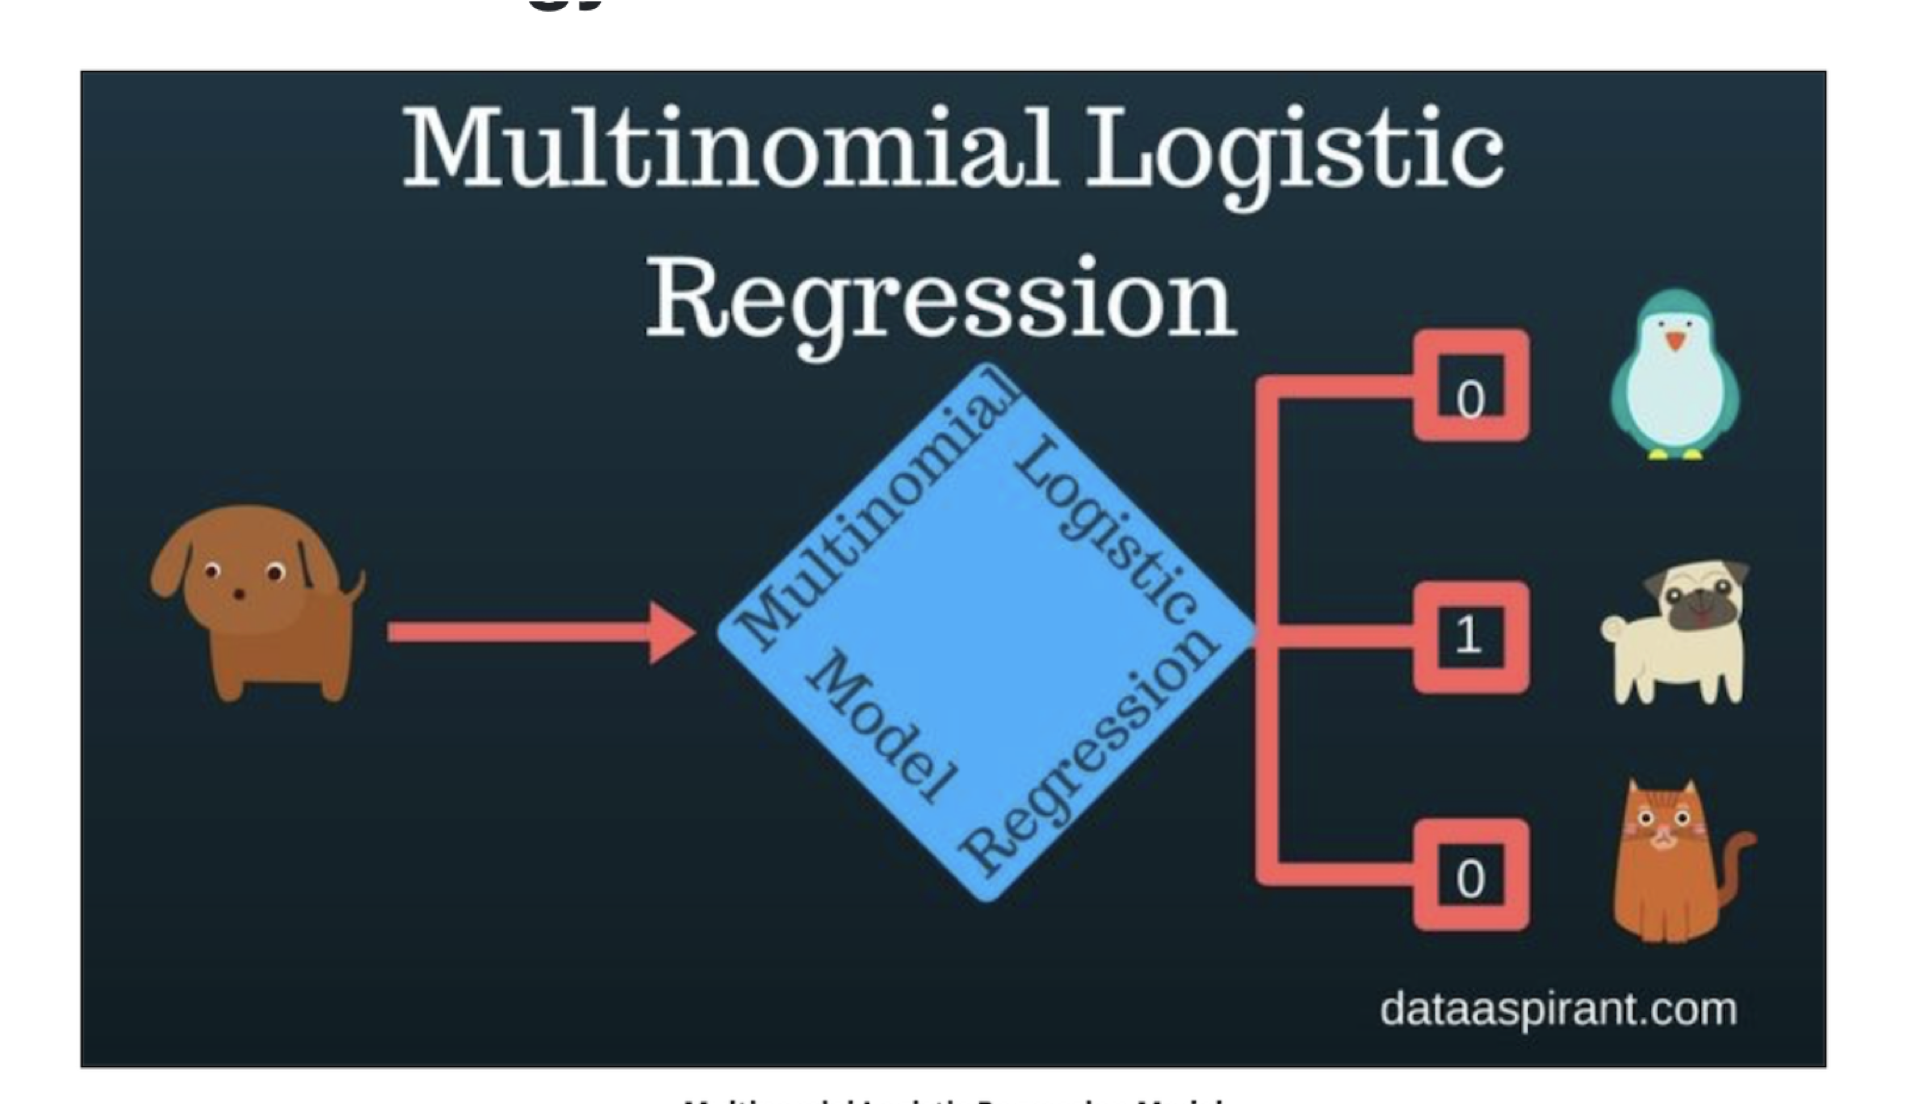 Multinomial Logistic
Regression
Multinomial
Logistic
Regression
Model
0
1
0
dataaspirant.com